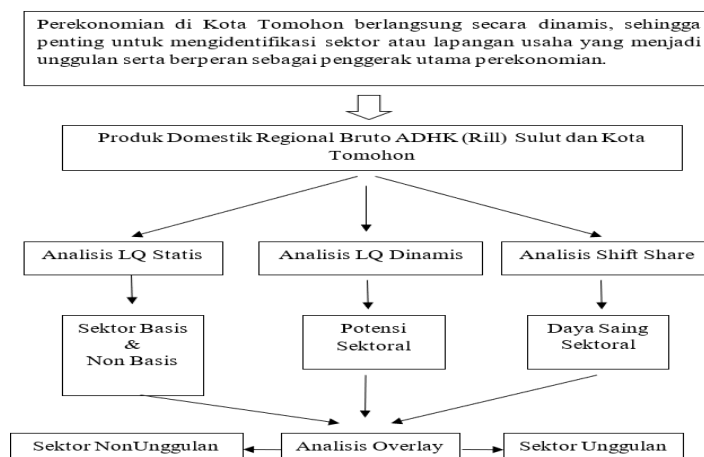 Perekonomian di Kota Tomohon berlangsung secara dinamis, sehingga
penting untuk mengidentifikasi sektor atau lapangan usaha yang menjadi
unggulan serta berperan sebagai penggerak utama perekonomian.
Produk Domestik Regional Bruto ADHK (Rill) Sulut dan Kota
Tomohon
Analisis LQ Statis
Analisis LQ Dinamis
Analisis Shift Share
Sektor Basis
&
Non Basis
Potensi
Sektoral
Daya Saing
Sektoral
Sektor NonUnggulan
Analisis Overlay
Sektor Unggulan